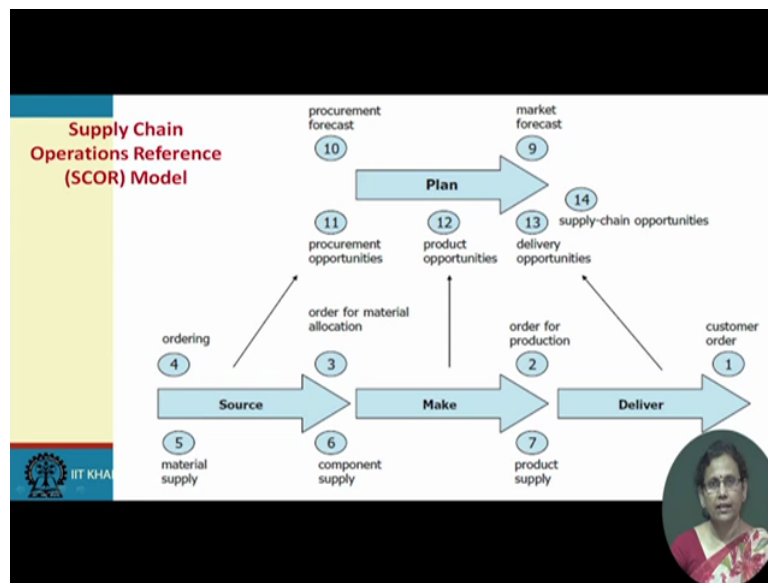 Supply Chain
Operations Reference
(SCOR) Model
procurement
forecast
10
market
forecast
9
Plan
14
supply-chain opportunities
11
procurement
opportunities
12
product
opportunities
13
delivery
opportunities
ordering
4
order for material
allocation
3
order for
production
2
customer
order
1
Source
Make
Deliver
5
material
supply
6
component
supply
7
product
supply
IIT KHA